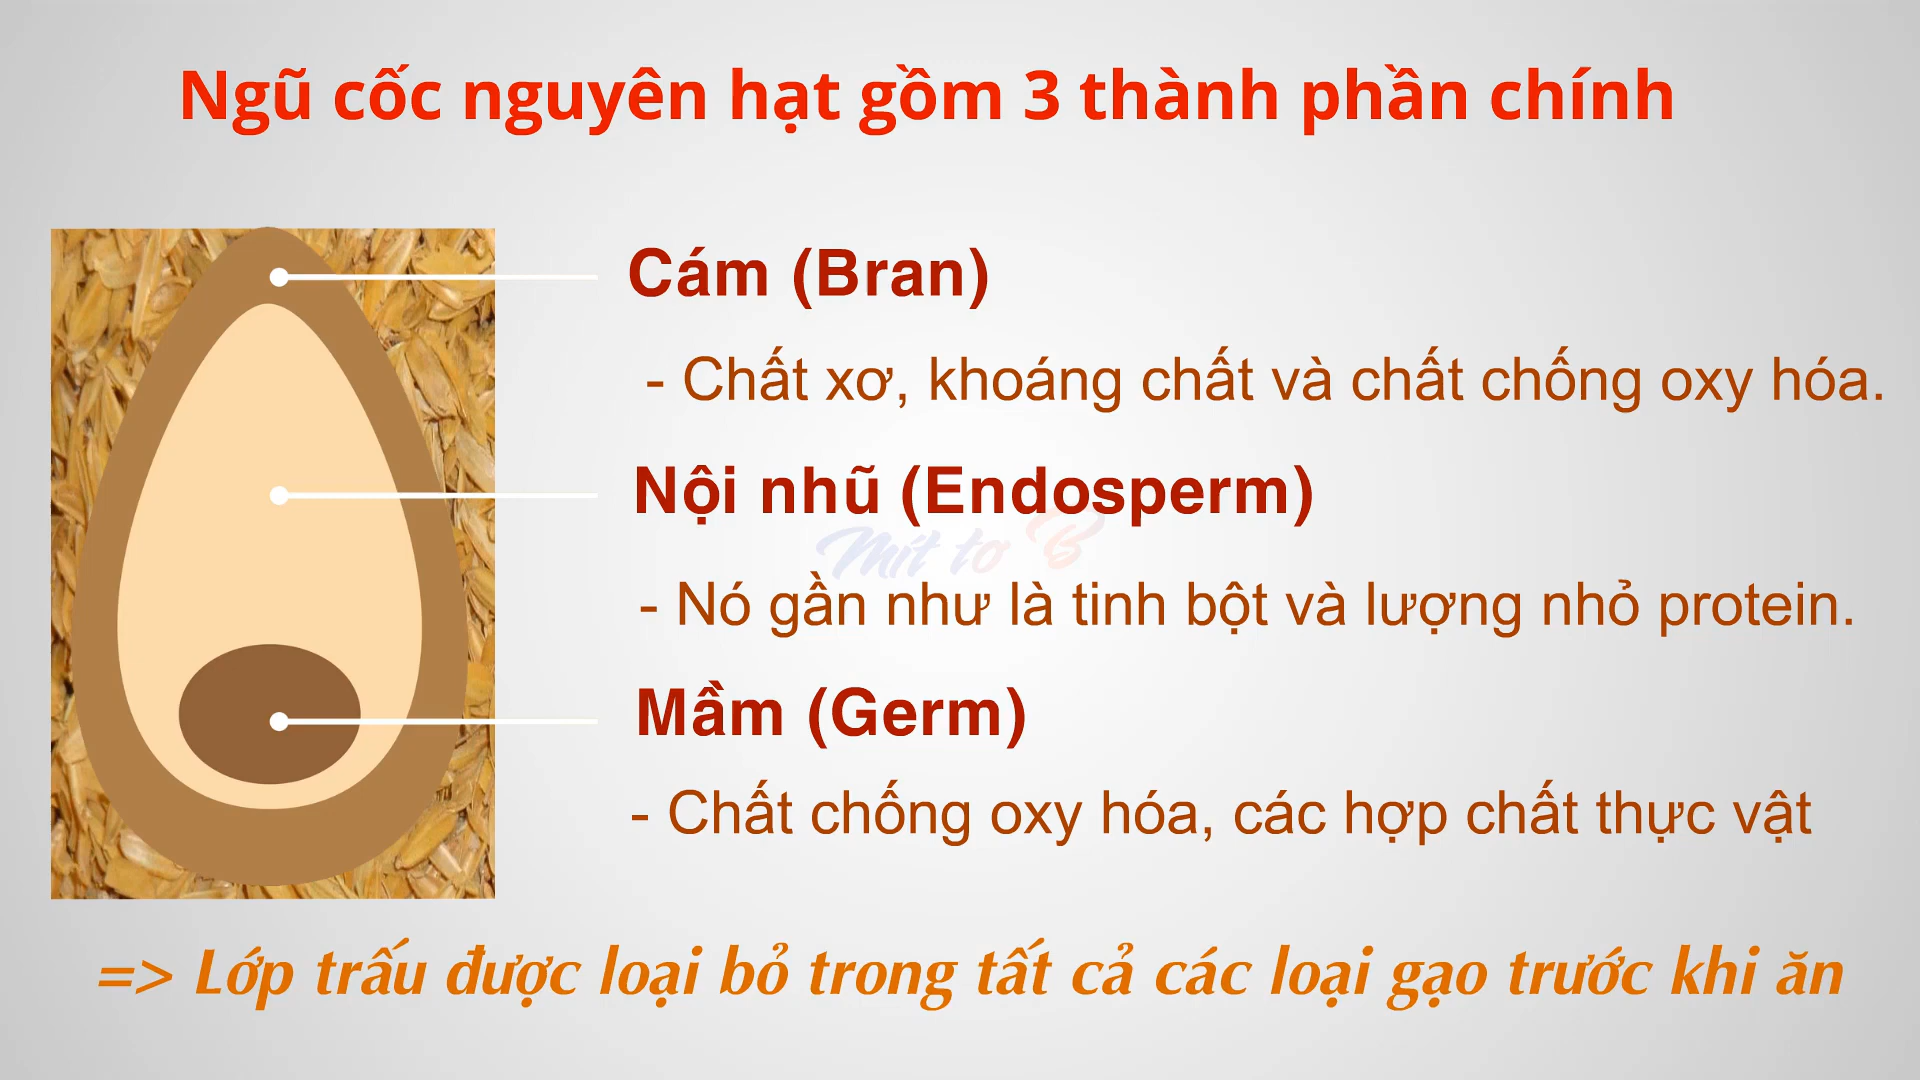 Ngũ cốc nguyên hạt gồm 3 thành phần chính
Cám (Bran)
- Chất xơ, khoáng chất và chất chống oxy hóa.
Nội nhũ (Endosperm)
Mít tơ B
- Nó gần như là tinh bột và lượng nhỏ protein.
Mầm (Germ)
- Chất chống oxy hóa, các hợp chất thực vật
=> Lớp trấu được loại bỏ trong tất cả các loại gạo trước khi ăn